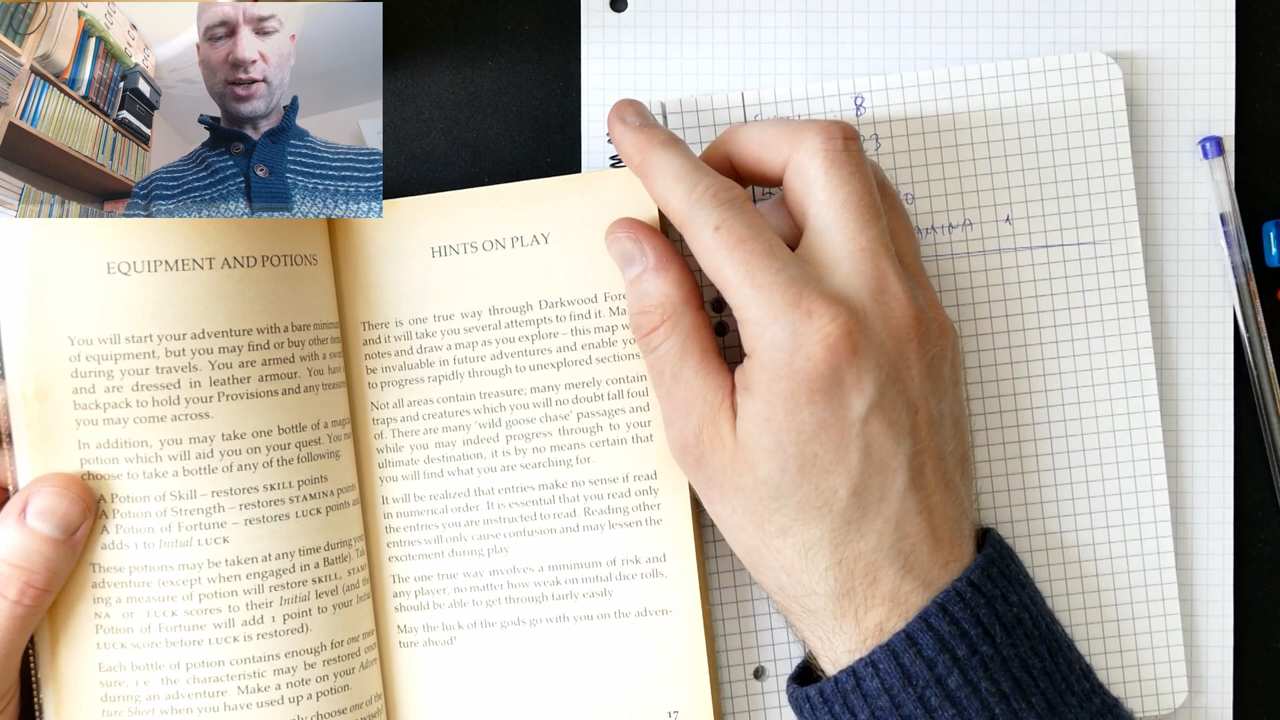 EQUIPMENT AND POTIONS
You will start your adventure with a bare
of equipment, but you may find or buy other
during your travels. You are armed with a
and are dressed in leather armour. You
backpack to hold your Provisions and any
you may come across.
In addition, you may take one bottle of a
potion which will aid you on your quest. You
choose to take a bottle of any of the following:
A Potion of Skill – restores SKILL points
A Potion of Strength – restores STAMINA points
A Potion of Fortune – restores LUCK points and
adds 1 to Initial LUCK
These potions may be taken at any time during
adventure (except when engaged in a Battle).
ing a measure of potion will restore SKILL,
NA or LUCK scores to their Initial level (and
Potion of Fortune will add 1 point to your
LUCK score before LUCK is restored).
Each bottle of potion contains enough for one
sure, i e the characteristic may be restored
during an adventure. Make a note on your
ture Sheet when you have used up a potion.
choose one of the
HINTS ON PLAY
There is one true way through Darkwood
and it will take you several attempts to find it.
notes and draw a map as you explore – this map
be invaluable in future adventures and enable
to progress rapidly through to unexplored sections.
Not all areas contain treasure; many merely contain
traps and creatures which you will no doubt fall foul
of. There are many 'wild goose chase' passages and
while you may indeed progress through to your
ultimate destination, it is by no means certain that
you will find what you are searching for.
It will be realized that entries make no sense if read
in numerical order. It is essential that you read only
the entries you are instructed to read. Reading other
entries will only cause confusion and may lessen the
excitement during play
The one true way involves a minimum of risk and
any player, no matter how weak on initial dice rolls,
should be able to get through fairly easily.
May the luck of the gods go with you on the adven-
ture ahead!
17
8